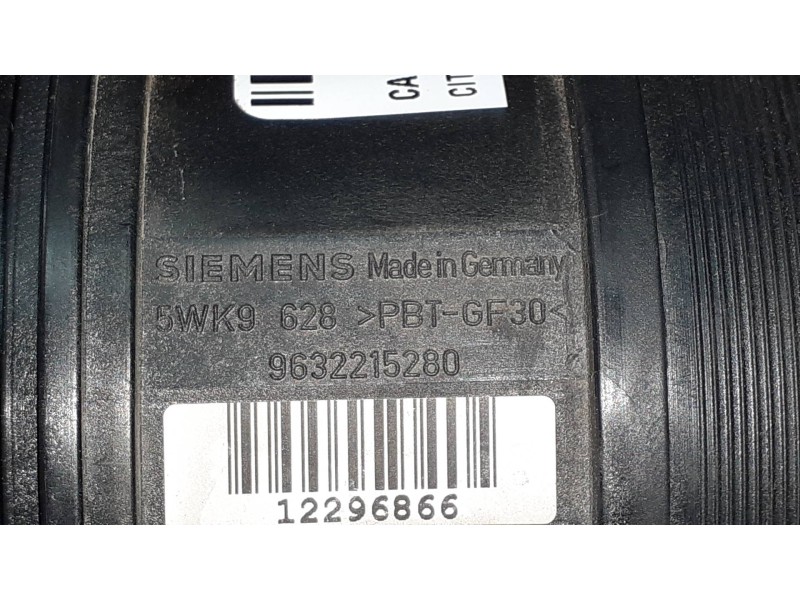 CA
CIT
SIEMENS Made in Germany
5WK9 628 >PBT-GF30<
9632215280
12296866